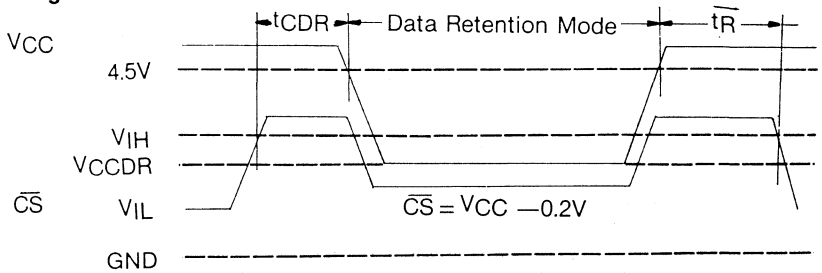 tCDR Data Retention Mode tR
VCC
4.5V
VIH
VCCDR
CS VIL CS = VCC —0.2V
GND